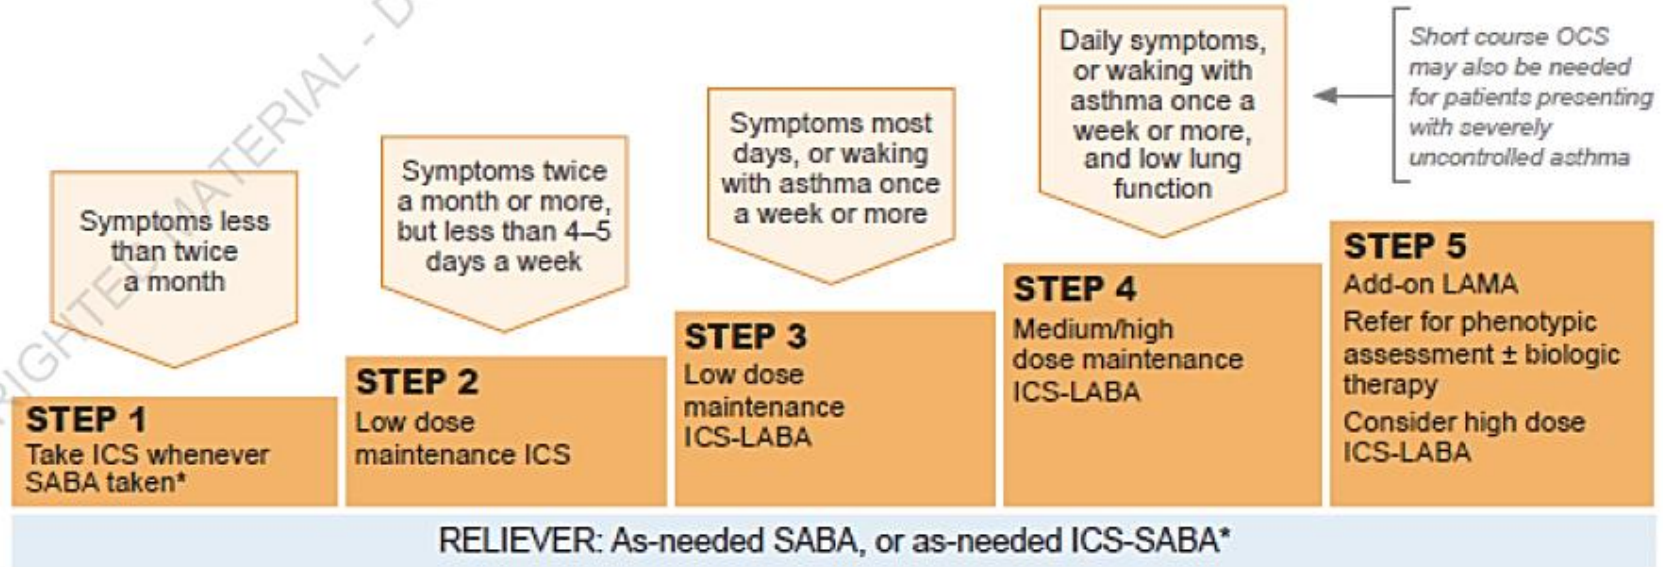 Symptoms less
than twice
a month
STEP 1
Take ICS whenever
SABA taken*
Symptoms twice
a month or more,
but less than 4–5
days a week
STEP 2
Low dose
maintenance ICS
Symptoms most
days, or waking
with asthma once
a week or more
STEP 3
Low dose
maintenance
ICS-LABA
Daily symptoms,
or waking with
asthma once a
week or more,
and low lung
function
STEP 4
Medium/high
dose maintenance
ICS-LABA
Short course OCS
may also be needed
for patients presenting
with severely
uncontrolled asthma
STEP 5
Add-on LAMA
Refer for phenotypic
assessment ± biologic
therapy
Consider high dose
ICS-LABA
RELIEVER: As-needed SABA, or as-needed ICS-SABA*
MATERIAL - D